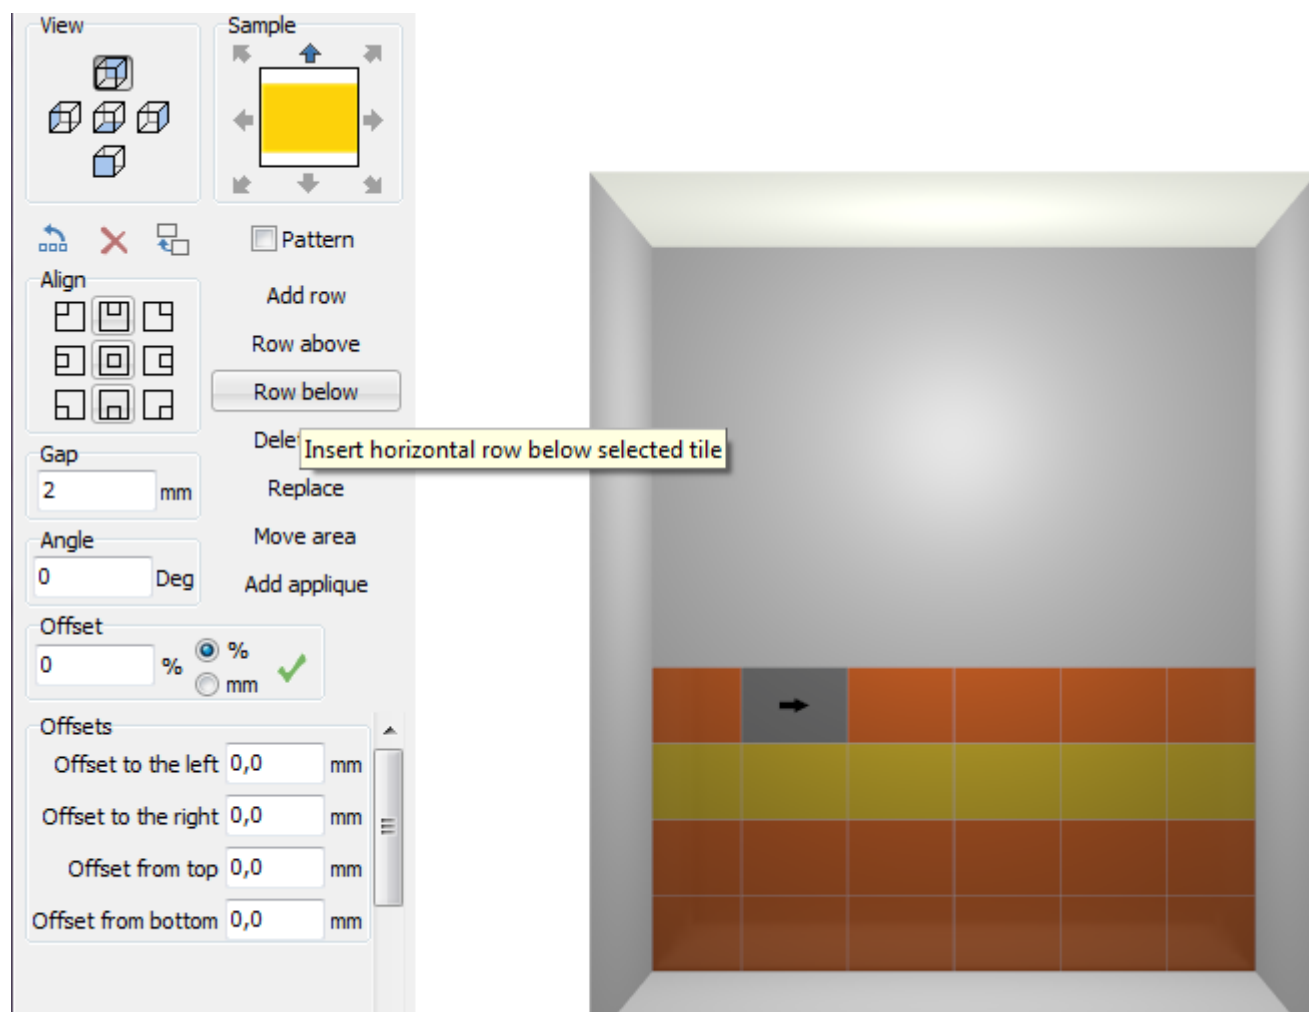 View
Sample
Pattern
Align
Add row
Row above
Row below
Dele
Insert horizontal row below selected tile
Gap
2 mm
Replace
Angle
Move area
0 Deg
Add applique
Offset
0 % %
mm
Offsets
Offset to the left 0,0 mm
Offset to the right 0,0 mm
Offset from top 0,0 mm
Offset from bottom 0,0 mm